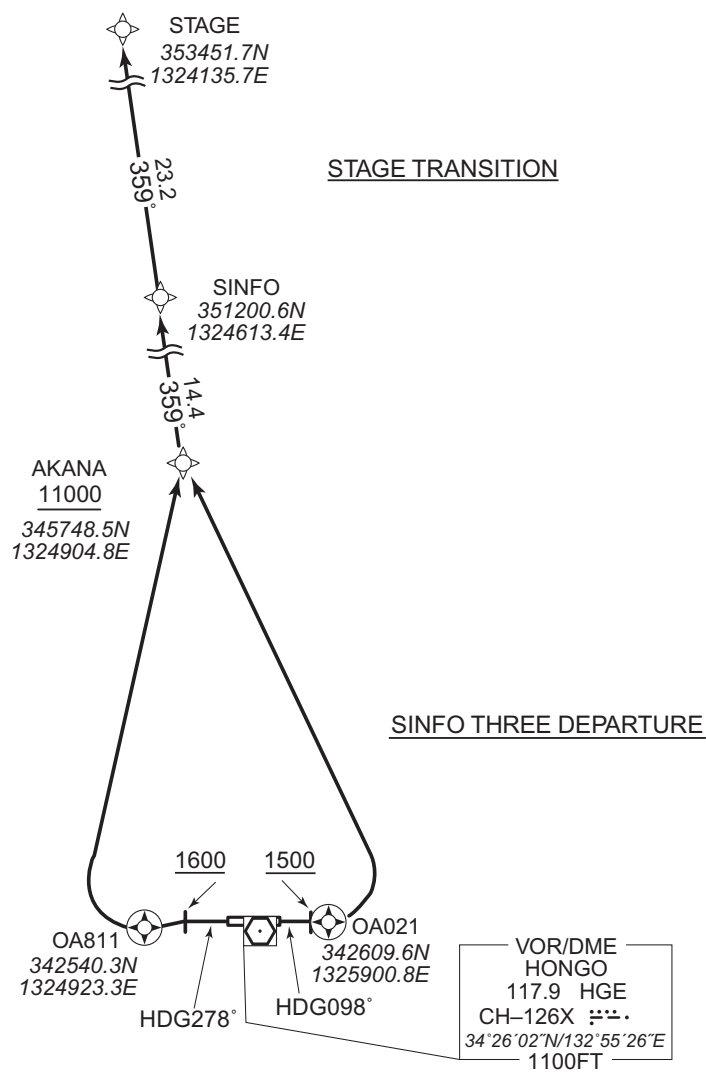 STAGE
353451.7N
1324135.7E
23.2
359°
STAGE TRANSITION
SINFO
351200.6N
1324613.4E
14.4
359°
AKANA
11000
345748.5N
1324904.8E
SINFO THREE DEPARTURE
1600
1500
OA811
342540.3N
1324923.3E
OA021
342609.6N
1325900.8E
HDG278°
HDG098°
VOR/DME
HONGO
117.9 HGE
CH–126X
34°26′02″N/132°55′26″E
1100FT